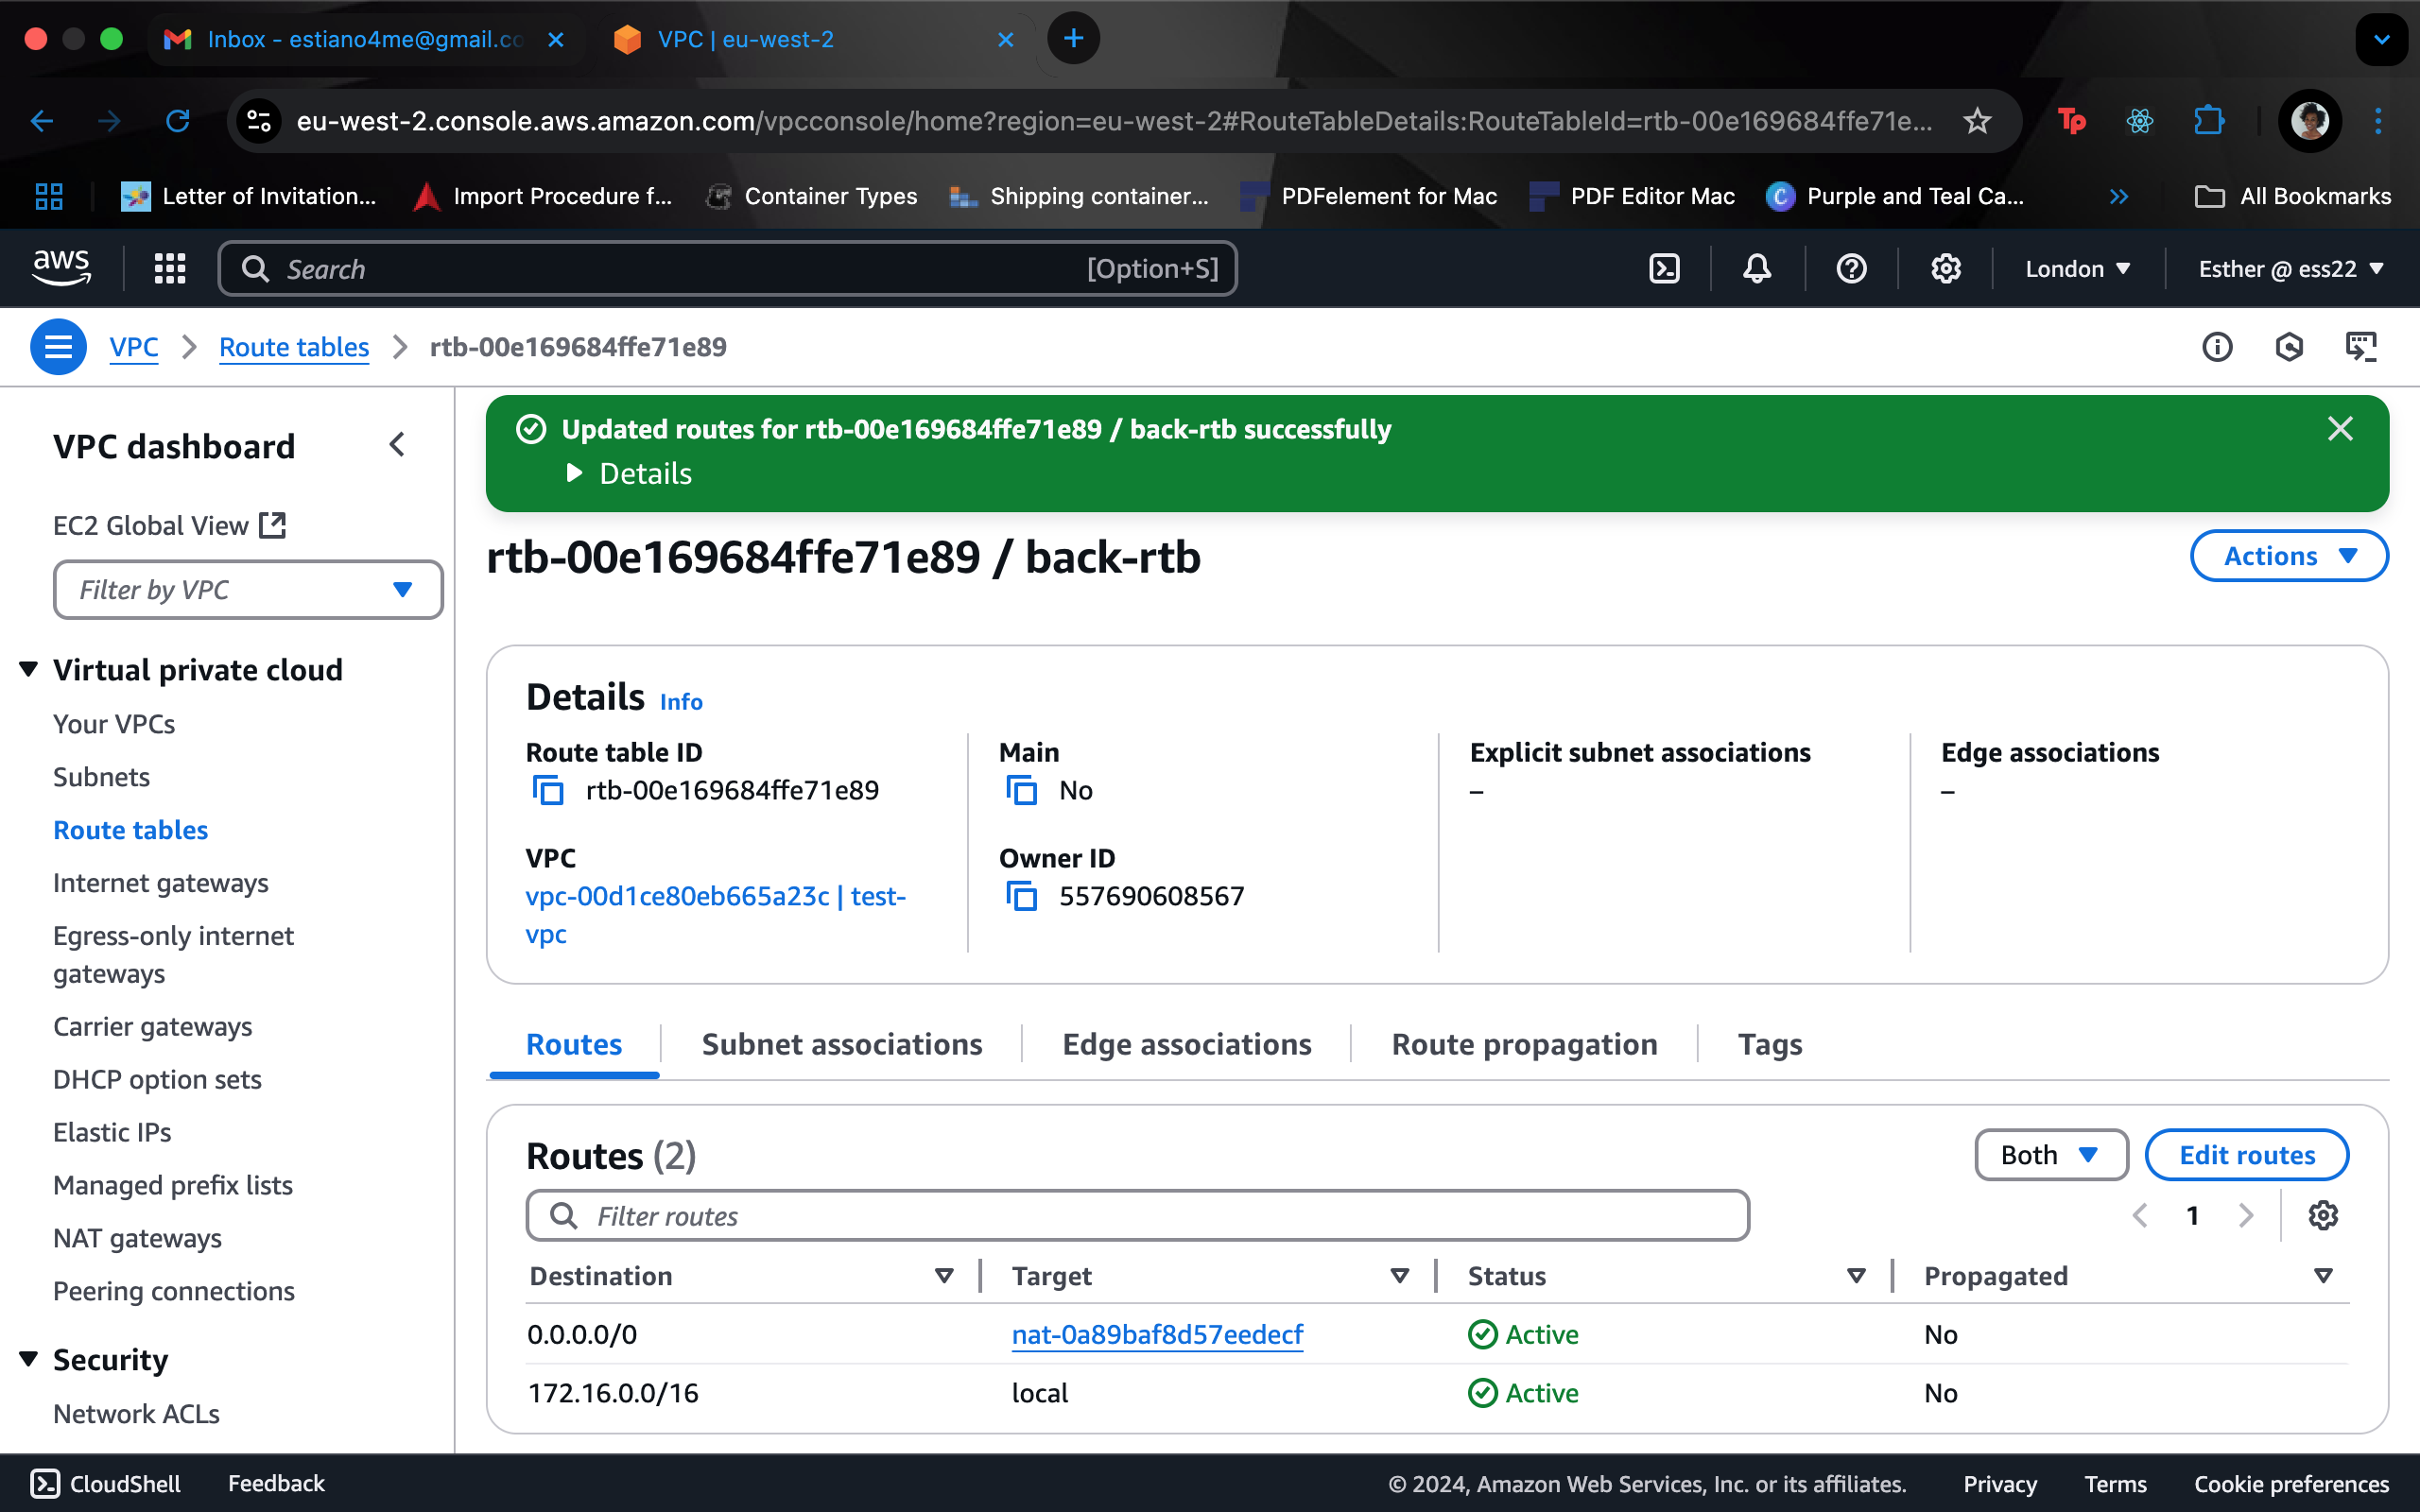 Inbox - estiano4me@gmail.co
VPC | eu-west-2
eu-west-2.console.aws.amazon.com/vpcconsole/home?region=eu-west-2#RouteTableDetails:RouteTableId=rtb-00e169684ffe71e...
Tp
Letter of Invitation...
Import Procedure f...
Container Types
Shipping container...
PDFelement for Mac
PDF Editor Mac
Purple and Teal Ca...
All Bookmarks
aws
Search
[Option+S]
London
Esther @ ess22
VPC
Route tables
rtb-00e169684ffe71e89
VPC dashboard
EC2 Global View
Filter by VPC
Virtual private cloud
Your VPCs
Subnets
Route tables
Internet gateways
Egress-only internet
gateways
Carrier gateways
DHCP option sets
Elastic IPs
Managed prefix lists
NAT gateways
Peering connections
Security
Network ACLs
Updated routes for rtb-00e169684ffe71e89 / back-rtb successfully
Details
rtb-00e169684ffe71e89 / back-rtb
Actions
Details Info
Route table ID
rtb-00e169684ffe71e89
Main
No
Explicit subnet associations
–
Edge associations
–
VPC
vpc-00d1ce80eb665a23c | test-
vpc
Owner ID
557690608567
Routes
Subnet associations
Edge associations
Route propagation
Tags
Routes (2)
Both
Edit routes
Filter routes
1
Destination Target Status Propagated
0.0.0.0/0 nat-0a89baf8d57eedecf Active No
172.16.0.0/16 local Active No
CloudShell
Feedback
© 2024, Amazon Web Services, Inc. or its affiliates.
Privacy
Terms
Cookie preferences